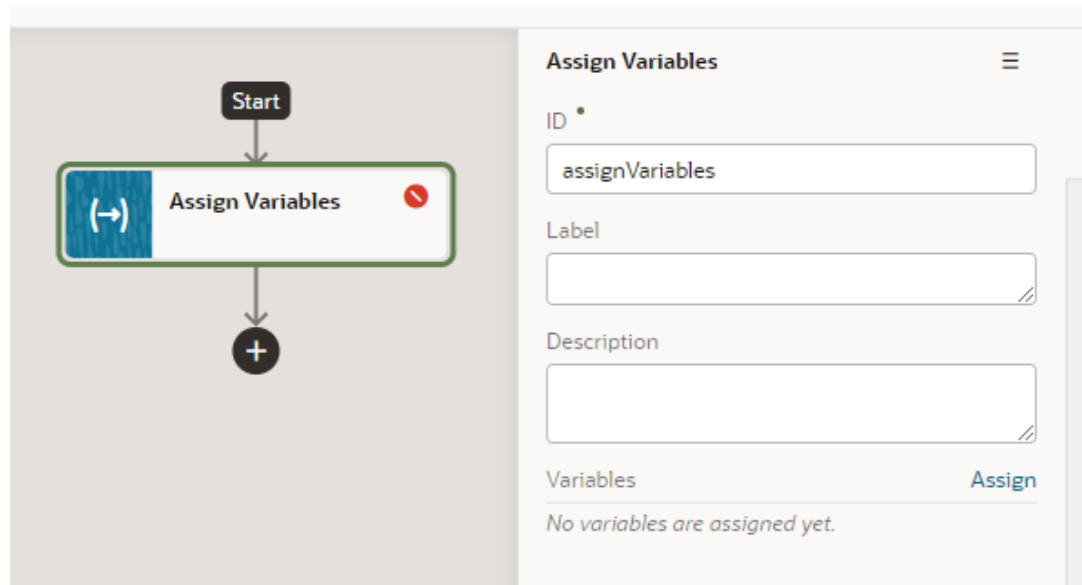 Start
Assign Variables
Assign Variables
ID
assignVariables
Label
Description
Variables
Assign
No variables are assigned yet.